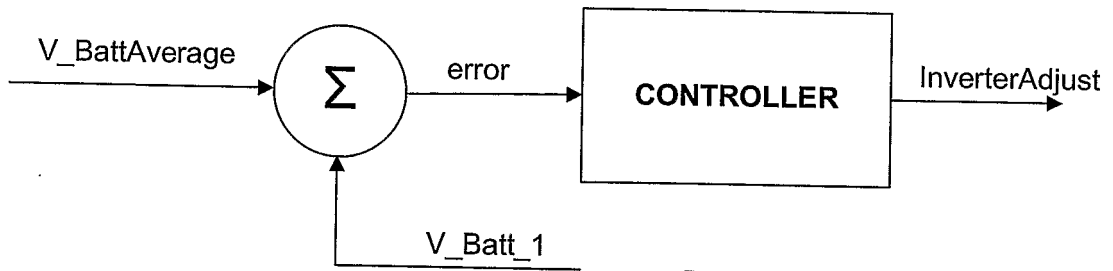 V_BattAverage
Σ
error
CONTROLLER
InverterAdjust
V_Batt_1